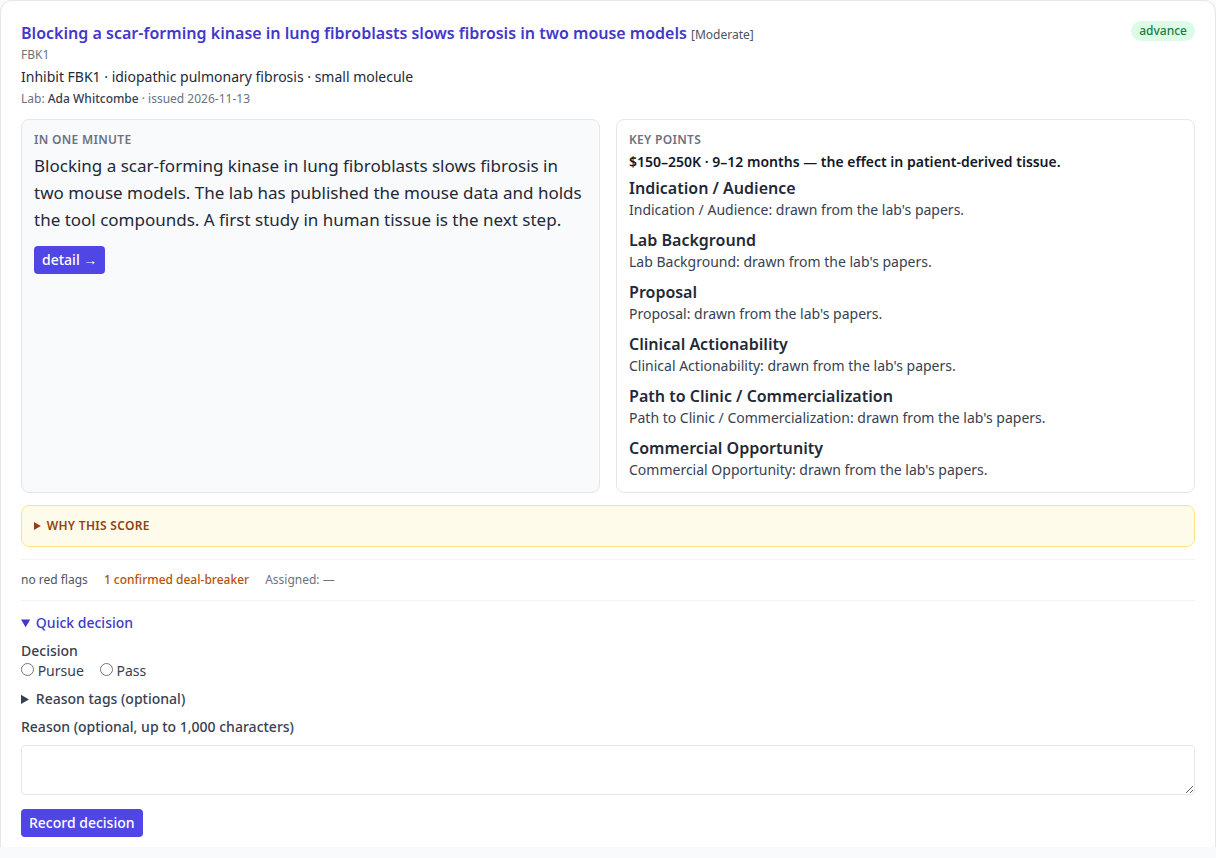 Blocking a scar-forming kinase in lung fibroblasts slows fibrosis in two mouse models [Moderate]
advance
FBK1
Inhibit FBK1 · idiopathic pulmonary fibrosis · small molecule
Lab: Ada Whitcombe · issued 2026-11-13
IN ONE MINUTE
Blocking a scar-forming kinase in lung fibroblasts slows fibrosis in
two mouse models. The lab has published the mouse data and holds
the tool compounds. A first study in human tissue is the next step.
detail →
KEY POINTS
$150–250K · 9–12 months — the effect in patient-derived tissue.
Indication / Audience
Indication / Audience: drawn from the lab's papers.
Lab Background
Lab Background: drawn from the lab's papers.
Proposal
Proposal: drawn from the lab's papers.
Clinical Actionability
Clinical Actionability: drawn from the lab's papers.
Path to Clinic / Commercialization
Path to Clinic / Commercialization: drawn from the lab's papers.
Commercial Opportunity
Commercial Opportunity: drawn from the lab's papers.
▶ WHY THIS SCORE
no red flags 1 confirmed deal-breaker Assigned: —
▼ Quick decision
Decision
Pursue Pass
▶ Reason tags (optional)
Reason (optional, up to 1,000 characters)
Record decision